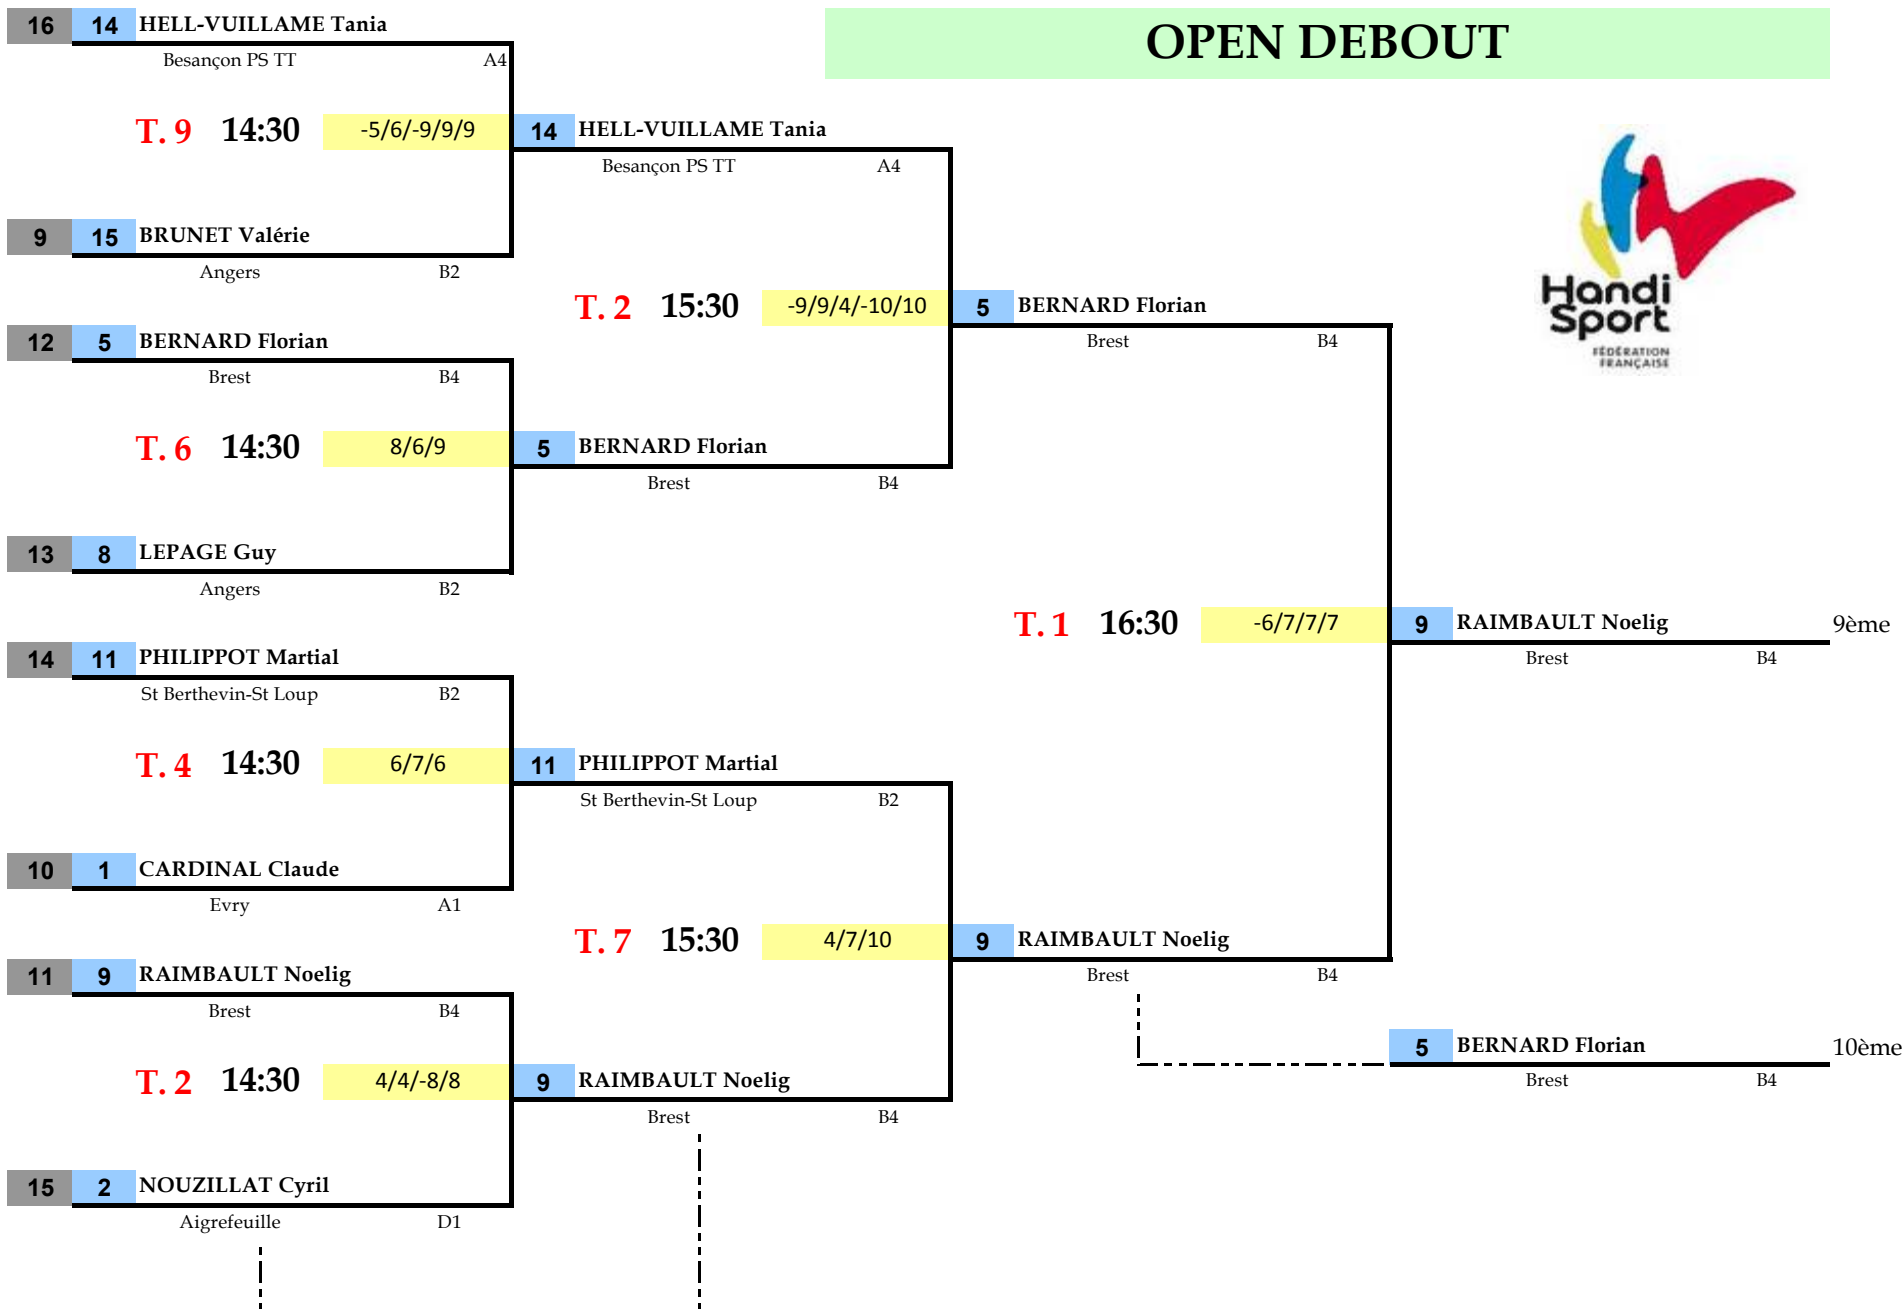 OPEN DEBOUT
16 14 HELL-VUILLAME Tania
Besançon PS TT A4
T. 9 14:30 -5/6/-9/9/9 14 HELL-VUILLAME Tania
Besançon PS TT A4
9 15 BRUNET Valérie
Angers B2
T. 2 15:30 -9/9/4/-10/10 5 BERNARD Florian
Brest B4
Handi
Sport
FÉDÉRATION
FRANÇAISE
12 5 BERNARD Florian
Brest B4
T. 6 14:30 8/6/9 5 BERNARD Florian
Brest B4
13 8 LEPAGE Guy
Angers B2
T. 1 16:30 -6/7/7/7 9 RAIMBAULT Noelig 9ème
Brest B4
14 11 PHILIPPOT Martial
St Berthevin-St Loup B2
T. 4 14:30 6/7/6 11 PHILIPPOT Martial
St Berthevin-St Loup B2
10 1 CARDINAL Claude
Evry A1
T. 7 15:30 4/7/10 9 RAIMBAULT Noelig
Brest B4
11 9 RAIMBAULT Noelig
Brest B4
5 BERNARD Florian 10ème
Brest B4
T. 2 14:30 4/4/-8/8 9 RAIMBAULT Noelig
Brest B4
15 2 NOUZILLAT Cyril
Aigrefeuille D1